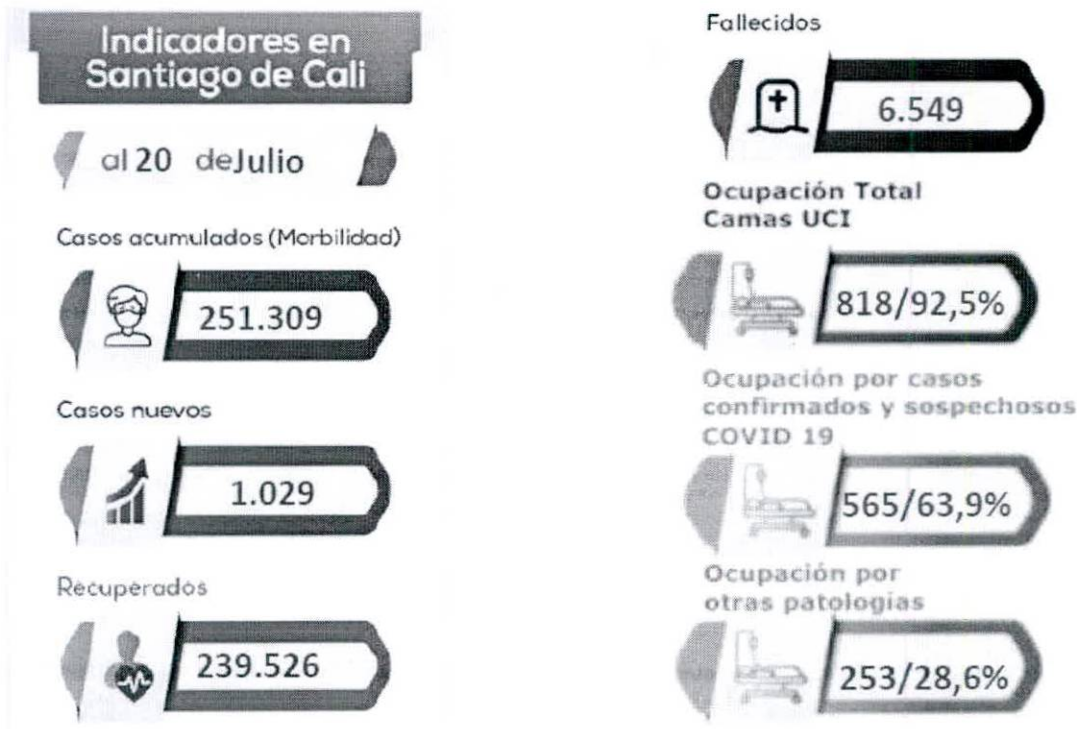 Indicadores en
Santiago de Cali
al 20 deJulio
Casos acumulados (Morbilidad)
251.309
Casos nuevos
1.029
Recuperados
239.526
Fallecidos
6.549
Ocupación Total
Camas UCI
818/92,5%
Ocupación por casos
confirmados y sospechosos
COVID 19
565/63,9%
Ocupación por
otras patologías
253/28,6%